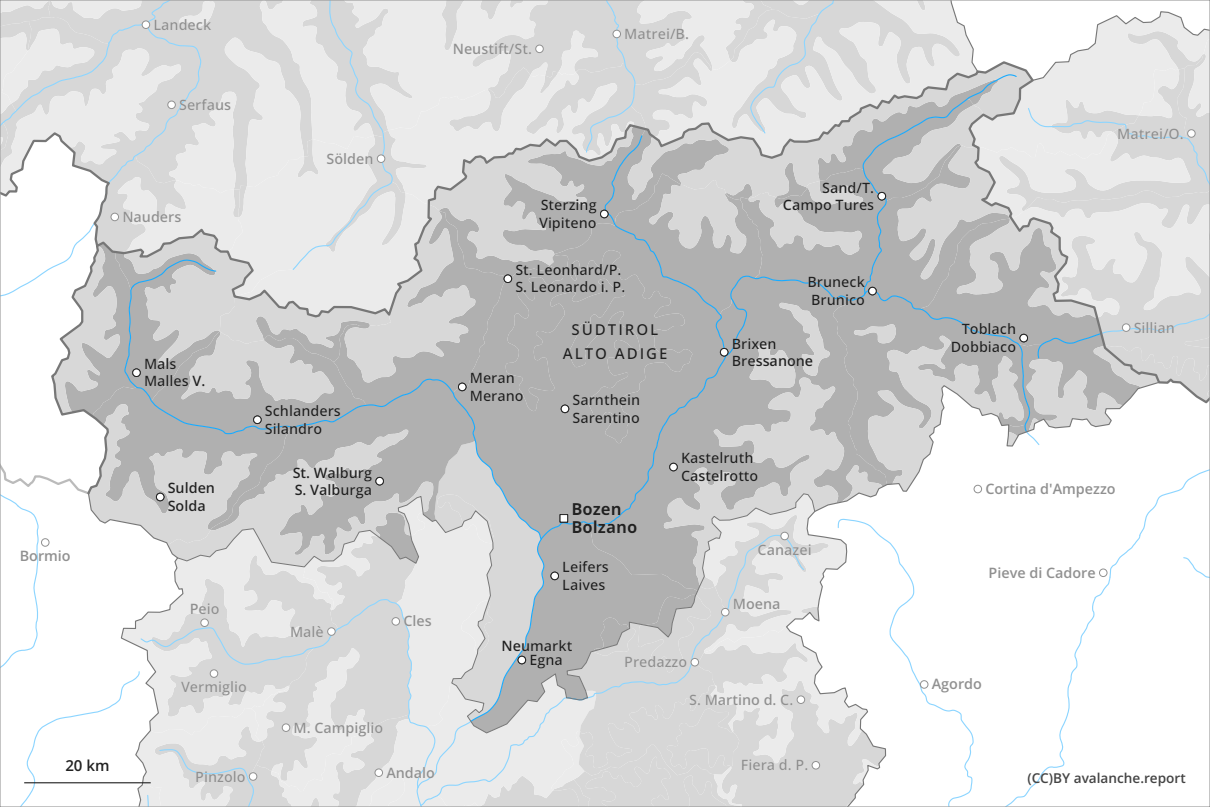 Landeck
Matrei/B.
Neustift/St.
Serfaus
Matrei/O.
Sölden
Sand/T.
Campo Tures
Sterzing
Vipiteno
Nauders
St. Leonhard/P.
S. Leonardo i. P.
Bruneck
Brunico
SÜDTIROL
ALTO ADIGE
Toblach
Dobbiaco
Sillian
Brixen
Bressanone
Mals
Malles V.
Meran
Merano
Sarnthein
Sarentino
Schlanders
Silandro
Kastelruth
Castelrotto
St. Walburg
S. Valburga
Sulden
Solda
Cortina d'Ampezzo
Bozen
Bolzano
Bormio
Canazei
Leifers
Laives
Pieve di Cadore
Peio
Moena
Malè
Cles
Neumarkt
Egna
Predazzo
Vermiglio
Agordo
S. Martino d. C.
M. Campiglio
20 km
Pinzolo
Andalo
Fiera d. P.
(CC)BY avalanche.report